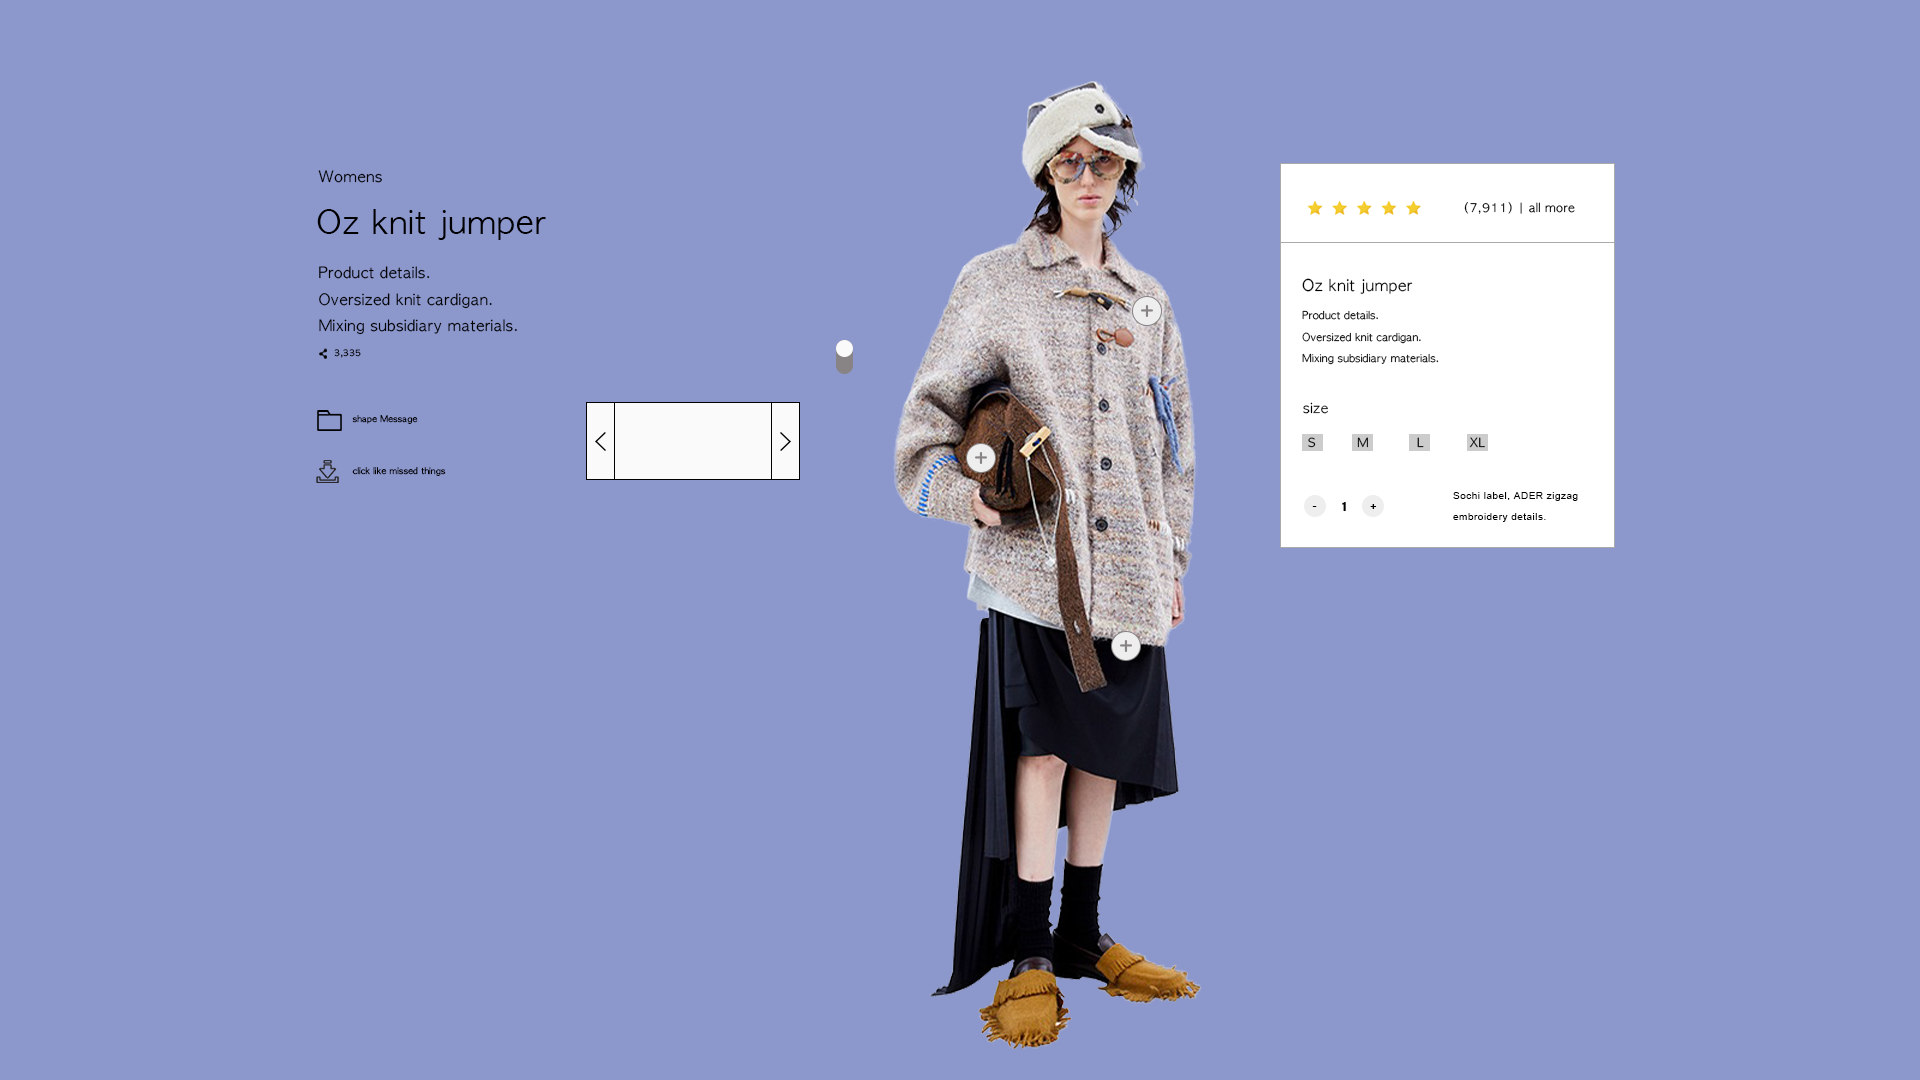 Womens
Oz knit jumper
Product details.
Oversized knit cardigan.
Mixing subsidiary materials.
3,335
shape Message
click like missed things
(7,911) | all more
Oz knit jumper
Product details.
Oversized knit cardigan.
Mixing subsidiary materials.
size
S M L XL
- 1 +
Sochi label, ADER zigzag
embroidery details.